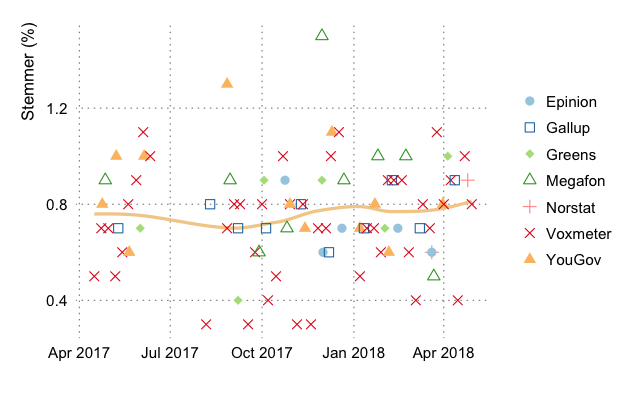 Stemmer (%)
1.2
0.8
0.4
Apr 2017 Jul 2017 Oct 2017 Jan 2018 Apr 2018
Epinion
Gallup
Greens
Megafon
Norstat
Voxmeter
YouGov